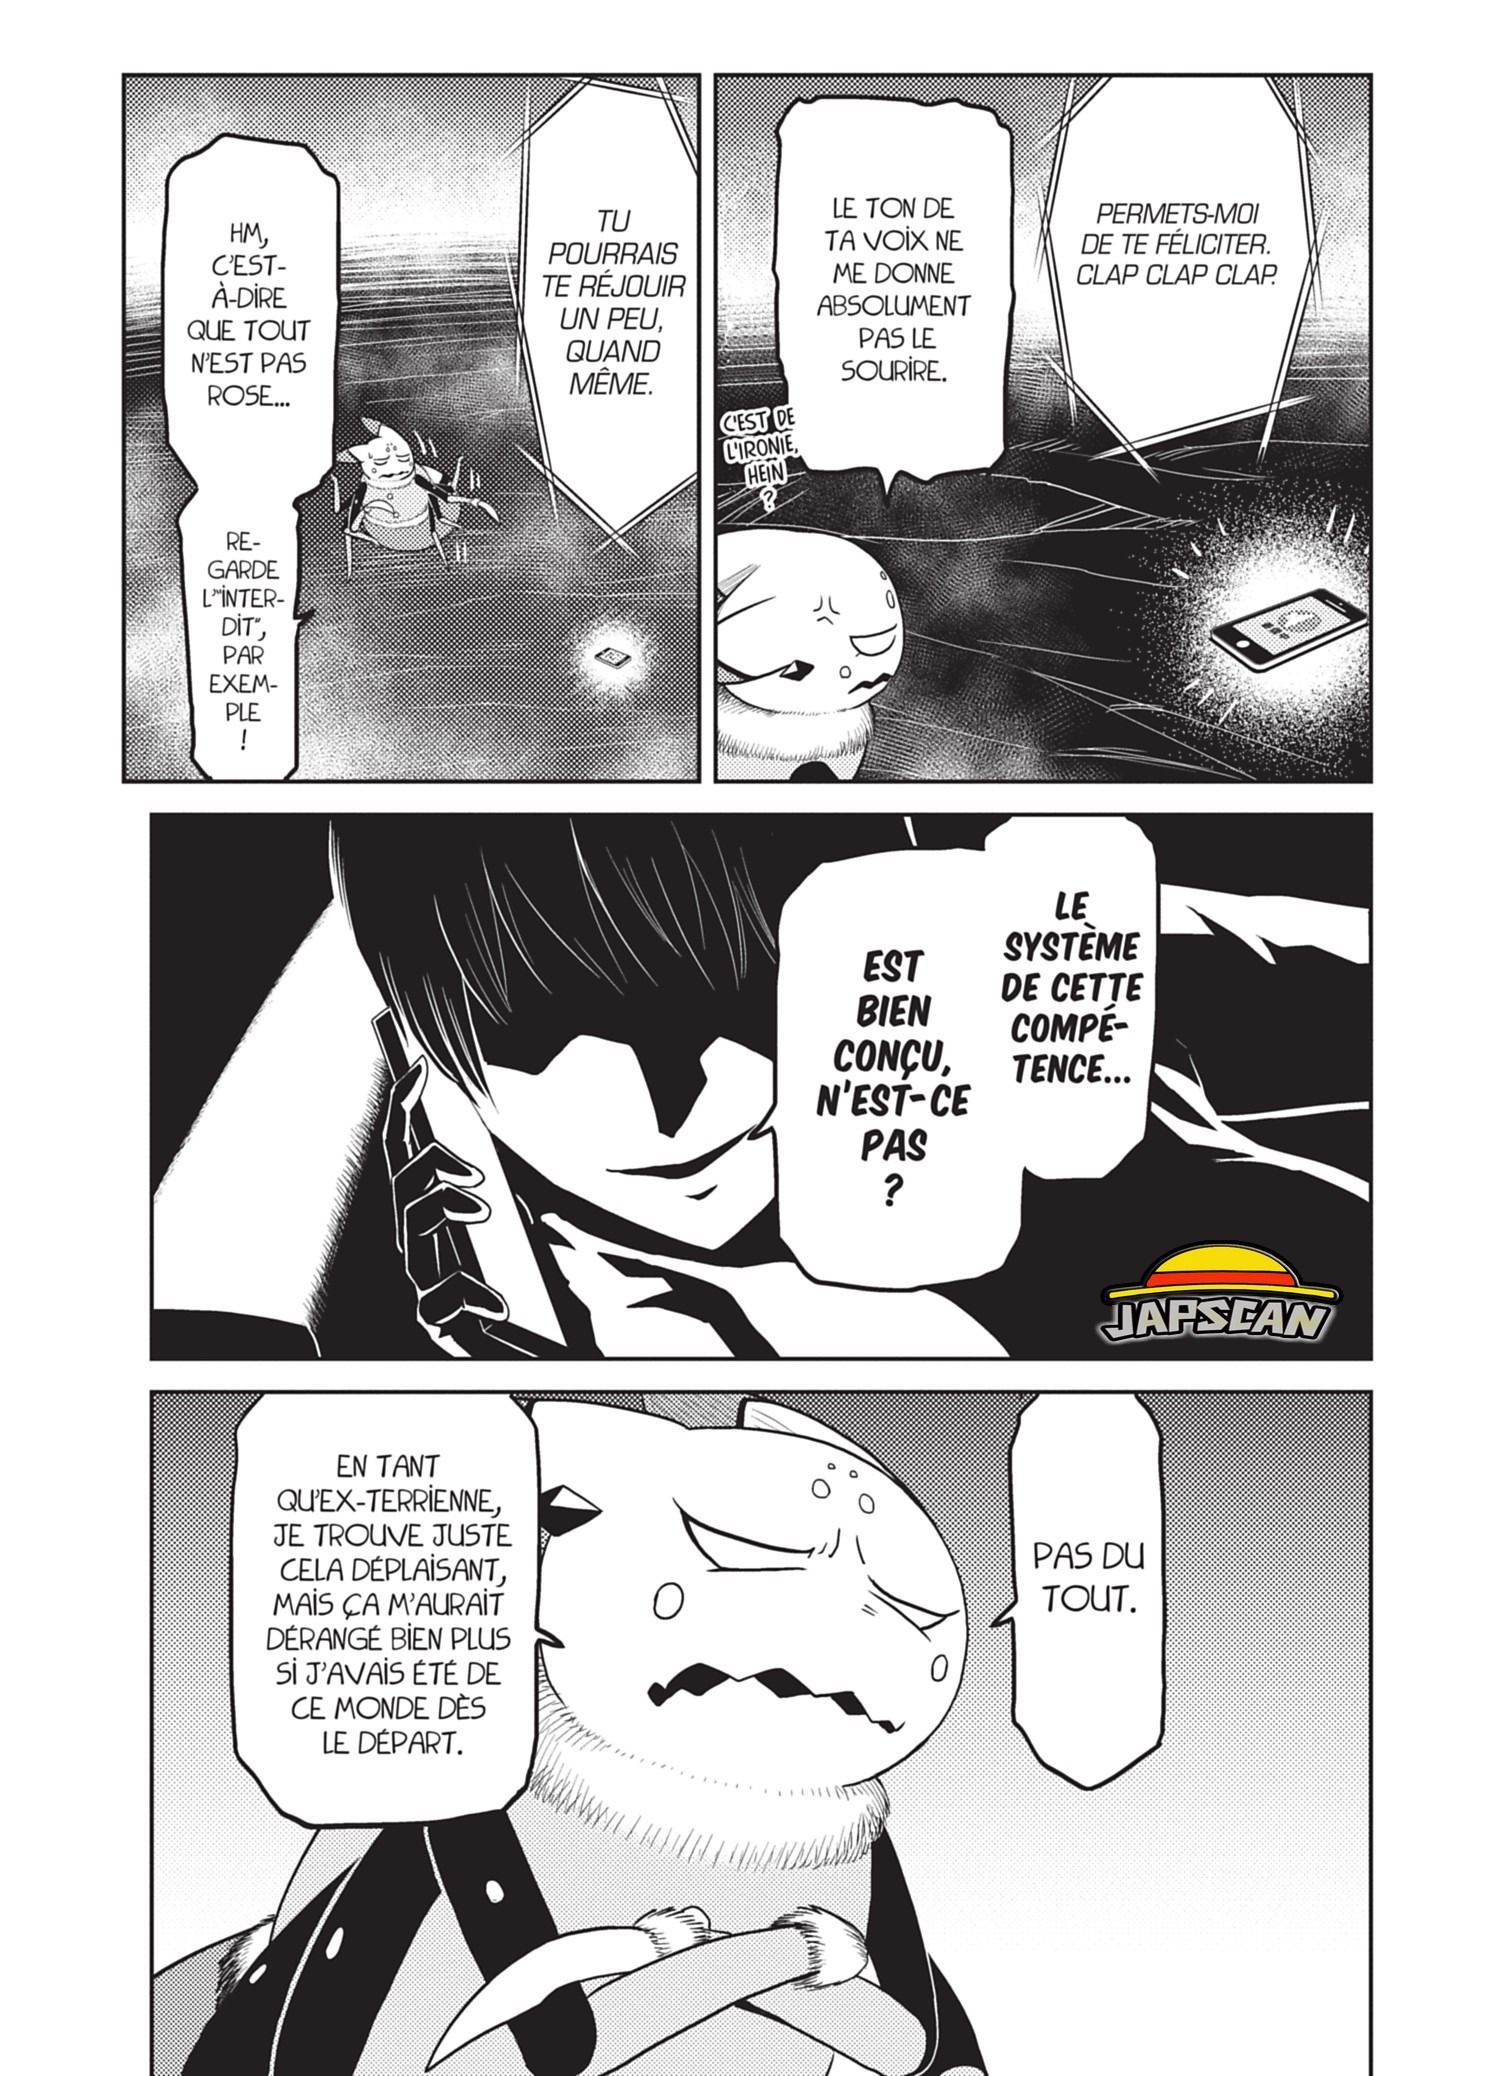 PERMETS-MOI
DE TE FÉLICITER.
CLAP CLAP CLAP.
LE TON DE
TA VOIX NE
ME DONNE
ABSOLUMENT
PAS LE
SOURIRE.
C'EST DE
L'IRONIE,
HEIN
?
TU
POURRAIS
TE RÉJOUIR
UN PEU,
QUAND
MÊME.
HM,
C'EST-
À-DIRE
QUE TOUT
N'EST PAS
ROSE...
RE-
GARDE
L'"INTER-
DIT",
PAR
EXEM-
PLE
!
LE
SYSTÈME
DE CETTE
COMPÉ-
TENCE...
EST
BIEN
CONÇU,
N'EST-CE
PAS
?
JAPSCAN
PAS DU
TOUT.
EN TANT
QU'EX-TERRIENNE,
JE TROUVE JUSTE
CELA DÉPLAISANT,
MAIS ÇA M'AURAIT
DÉRANGÉ BIEN PLUS
SI J'AVAIS ÉTÉ DE
CE MONDE DÈS
LE DÉPART.